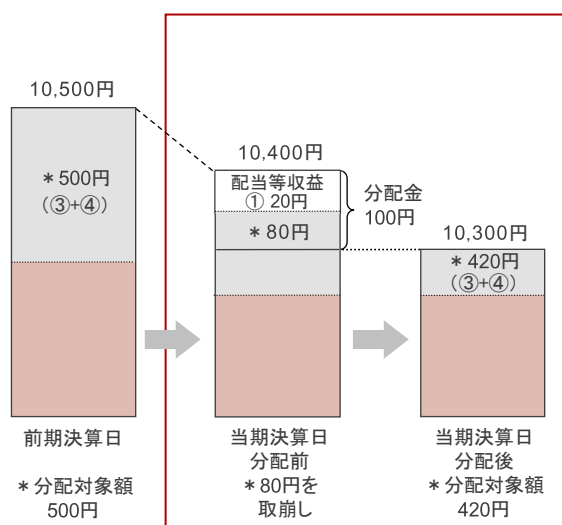 10,500円
＊500円
（③+④）
前期決算日
＊分配対象額
500円
10,400円
配当等収益
① 20円
＊80円
分配金
100円
当期決算日
分配前
＊80円を
取崩し
10,300円
＊420円
（③+④）
当期決算日
分配後
＊分配対象額
420円